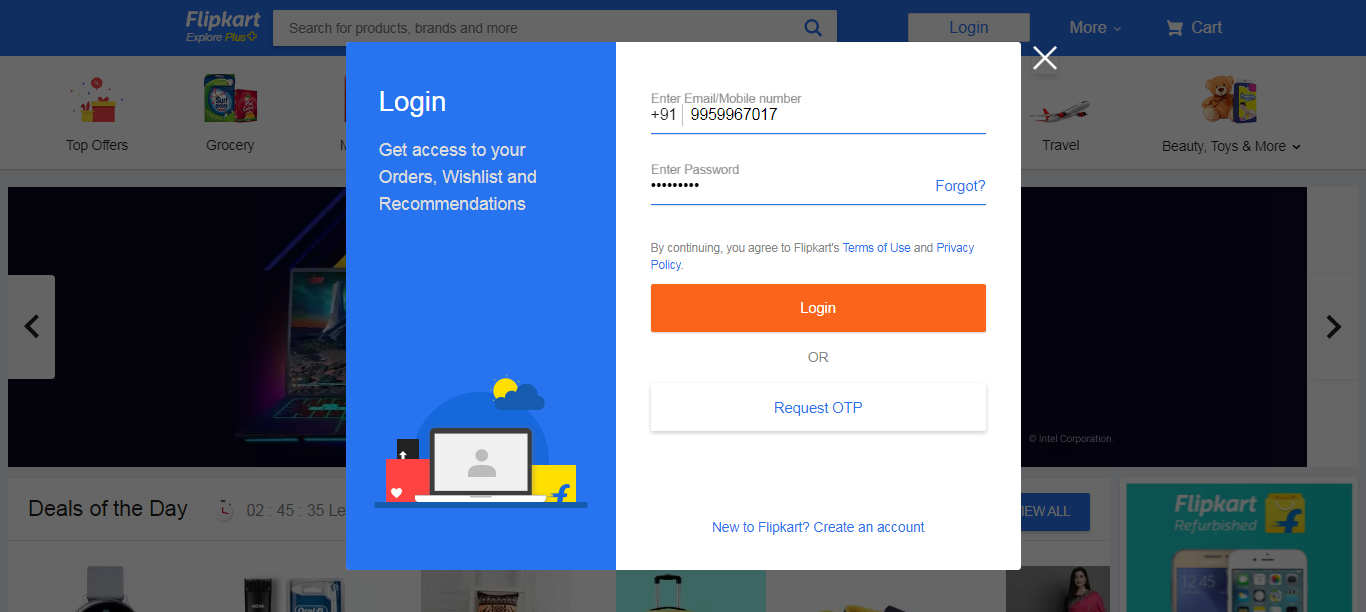 Flipkart
Explore Plus
Search for products, brands and more
Login
More
Cart
Top Offers
Grocery
M
Travel
Beauty, Toys & More
Login
Get access to your
Orders, Wishlist and
Recommendations
Enter Email/Mobile number
+91 9959967017
Enter Password
•••••••••
Forgot?
By continuing, you agree to Flipkart's Terms of Use and Privacy
Policy.
Login
OR
Request OTP
New to Flipkart? Create an account
© Intel Corporation
Deals of the Day
02 : 45 : 35 Le
IEW ALL
Flipkart
Refurbished
12:45
Oral-B